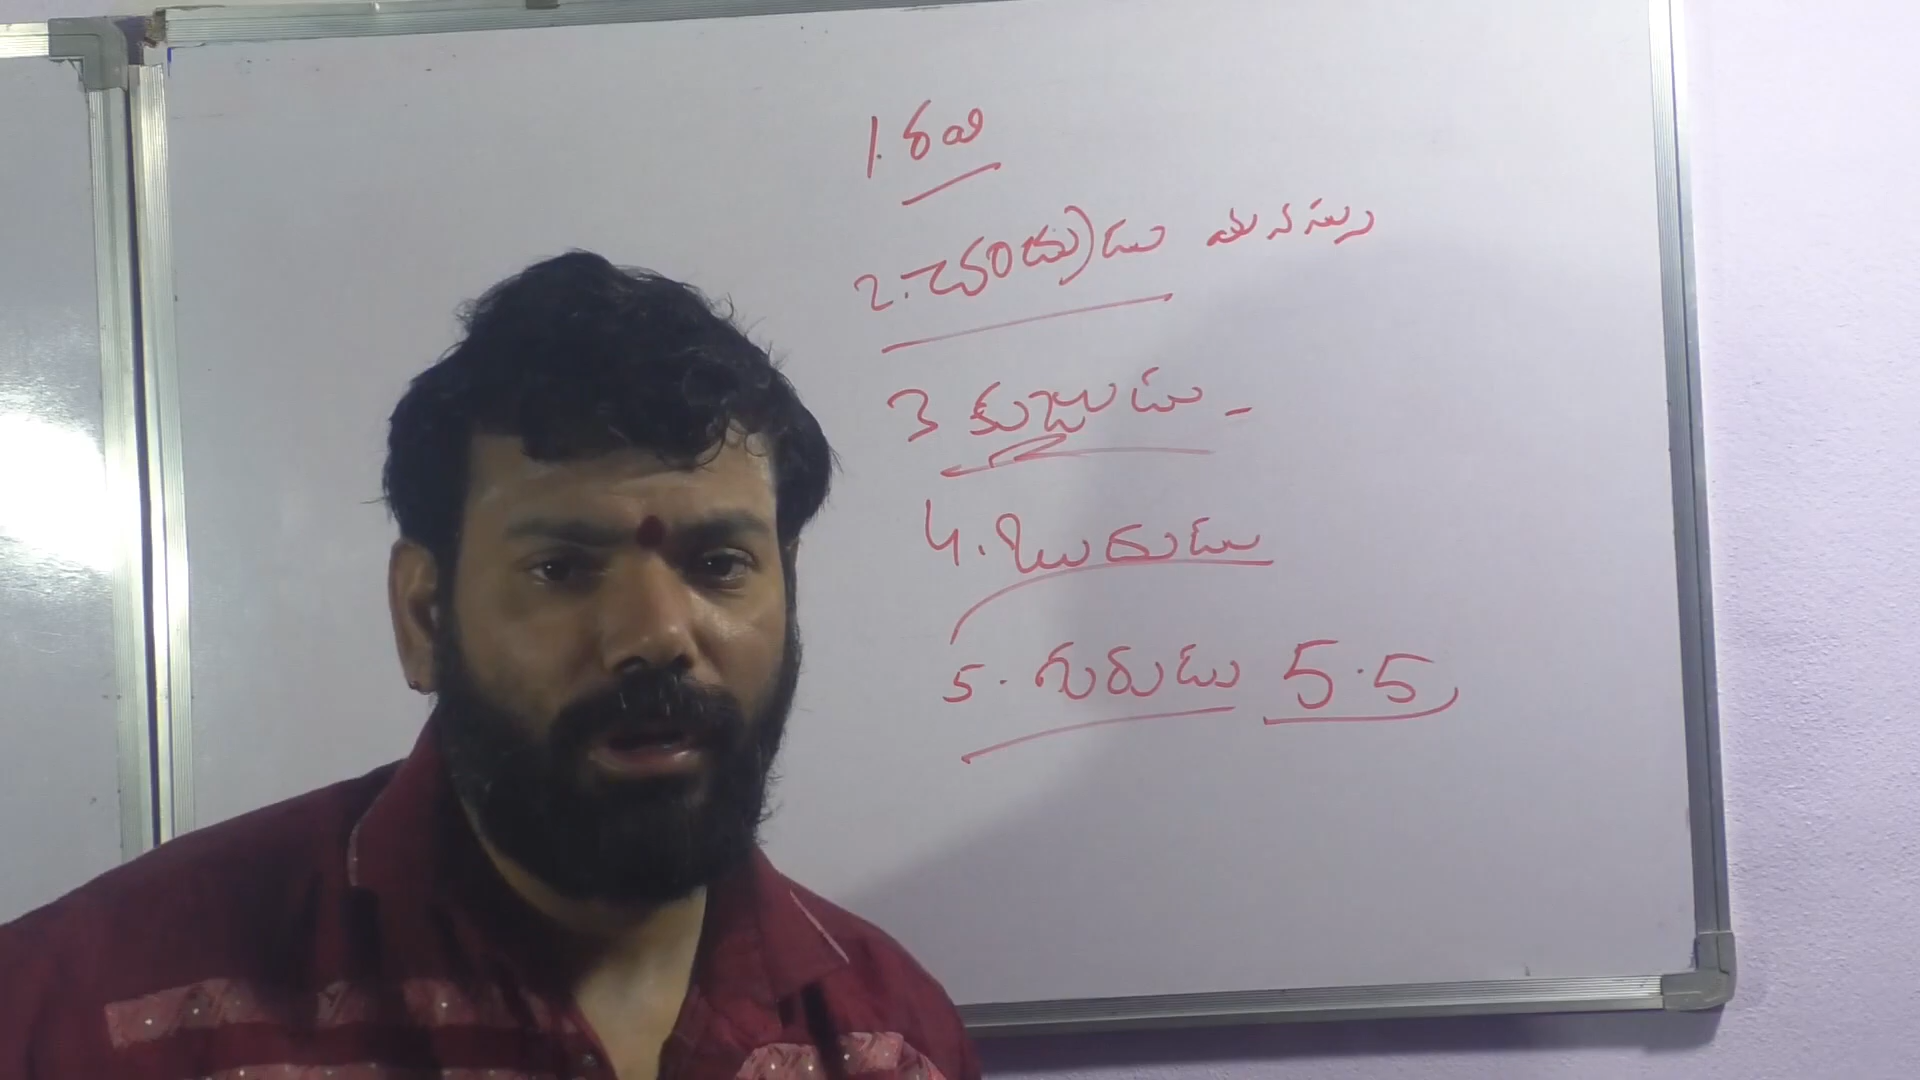 1. రవి
2. చంద్రుడు మనస్సు
3 కుజుడు -
4. బుదుడు
5. గురుడు 5.5